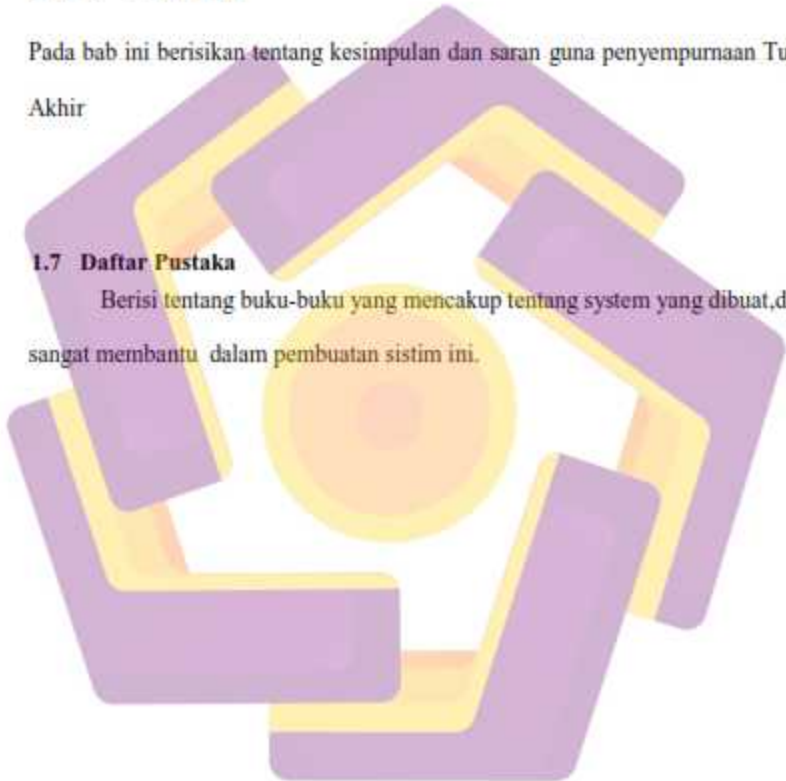 Pada bab ini berisikan tentang kesimpulan dan saran guna penyempurnaan Tu
Akhir
1.7 Daftar Pustaka
Berisi tentang buku-buku yang mencakup tentang system yang dibuat,d
sangat membantu dalam pembuatan sistim ini.